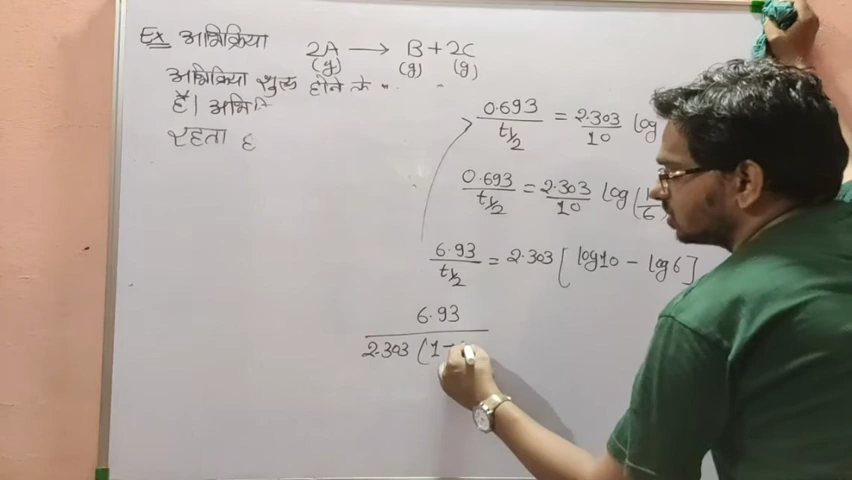 Ex अभिक्रिया 2A → B + 2C
(g) (g) (g)
अभिक्रिया शुरू होने के
है। अभि
रहता
0.693/t½ = 2.303/10 log
0.693/t½ = 2.303/10 log(
6.93/t½ = 2.303 [log10 - log6]
6.93
2.303 (1-